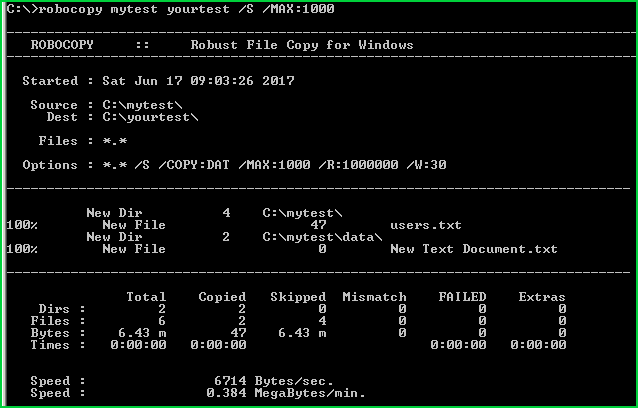 C:\>robocopy mytest yourtest /S /MAX:1000
-------------------------------------------------------------------------------
ROBOCOPY     ::     Robust File Copy for Windows
-------------------------------------------------------------------------------
Started : Sat Jun 17 09:03:26 2017
Source : C:\mytest\
Dest : C:\yourtest\
Files : *.*
Options : *.* /S /COPY:DAT /MAX:1000 /R:1000000 /W:30
-------------------------------------------------------------------------------
New Dir          4    C:\mytest\
100%        New File                  47        users.txt
New Dir          2    C:\mytest\data\
100%        New File                   0        New Text Document.txt
-------------------------------------------------------------------------------
Total    Copied   Skipped  Mismatch    FAILED    Extras
Dirs :         2         2         0         0         0         0
Files :         6         2         4         0         0         0
Bytes :    6.43 m        47    6.43 m         0         0         0
Times :   0:00:00   0:00:00                       0:00:00   0:00:00
Speed :                6714 Bytes/sec.
Speed :               0.384 MegaBytes/min.